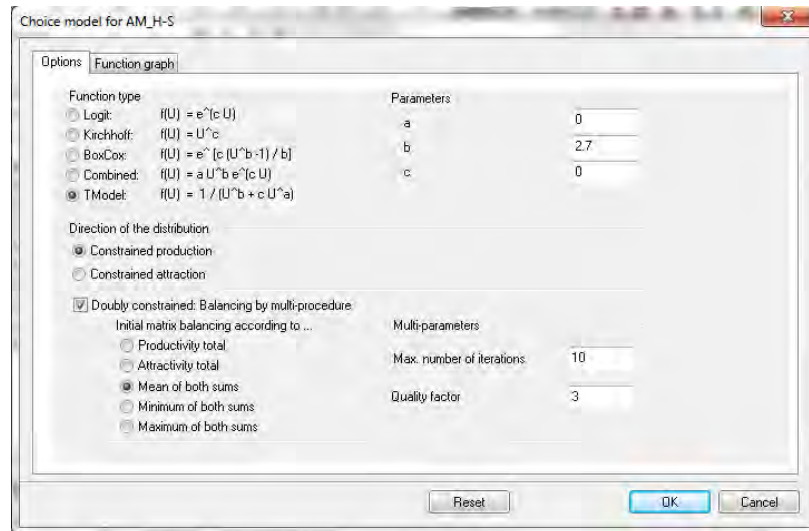 Choice model for AM_H-S
Options Function graph
Function type
Logit: f(U) = e^(c U)
Kirchhoff: f(U) = U^c
BoxCox: f(U) = e^ [c (U^b -1) / b]
Combined: f(U) = a U^b e^(c U)
TModel: f(U) = 1 / (U^b + c U^a)
Parameters
a 0
b 2.7
c 0
Direction of the distribution
Constrained production
Constrained attraction
Doubly constrained: Balancing by multi-procedure
Initial matrix balancing according to ...
Productivity total
Attractivity total
Mean of both sums
Minimum of both sums
Maximum of both sums
Multi-parameters
Max. number of iterations 10
Quality factor 3
Reset OK Cancel